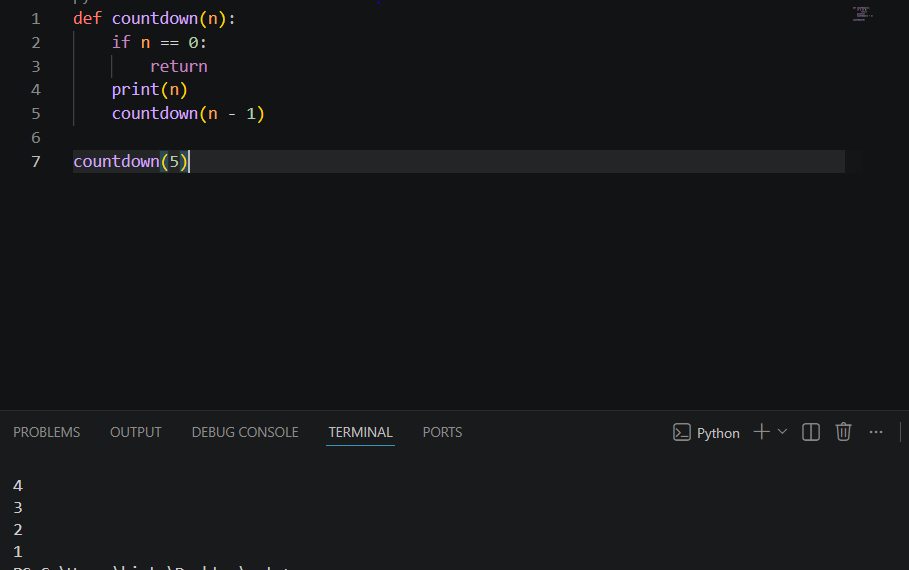 1 def countdown(n):
2     if n == 0:
3         return
4     print(n)
5     countdown(n - 1)
6
7 countdown(5)
PROBLEMS OUTPUT DEBUG CONSOLE TERMINAL PORTS Python
4
3
2
1